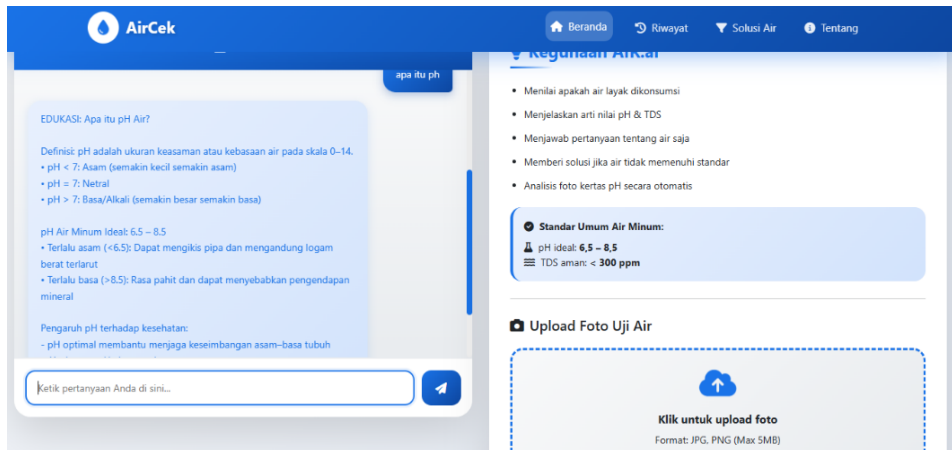 AirCek
Beranda
Riwayat
Solusi Air
Tentang
apa itu ph
EDUKASI: Apa itu pH Air?
Definisi: pH adalah ukuran keasaman atau kebasaan air pada skala 0–14.
• pH < 7: Asam (semakin kecil semakin asam)
• pH = 7: Netral
• pH > 7: Basa/Alkali (semakin besar semakin basa)
pH Air Minum Ideal: 6.5 – 8.5
• Terlalu asam (<6.5): Dapat mengikis pipa dan mengandung logam
berat terlarut
• Terlalu basa (>8.5): Rasa pahit dan dapat menyebabkan pengendapan
mineral
Pengaruh pH terhadap kesehatan:
- pH optimal membantu menjaga keseimbangan asam–basa tubuh
Ketik pertanyaan Anda di sini...
Kegunaan
• Menilai apakah air layak dikonsumsi
• Menjelaskan arti nilai pH & TDS
• Menjawab pertanyaan tentang air saja
• Memberi solusi jika air tidak memenuhi standar
• Analisis foto kertas pH secara otomatis
Standar Umum Air Minum:
pH ideal: 6,5 – 8,5
TDS aman: < 300 ppm
Upload Foto Uji Air
Klik untuk upload foto
Format: JPG, PNG (Max 5MB)